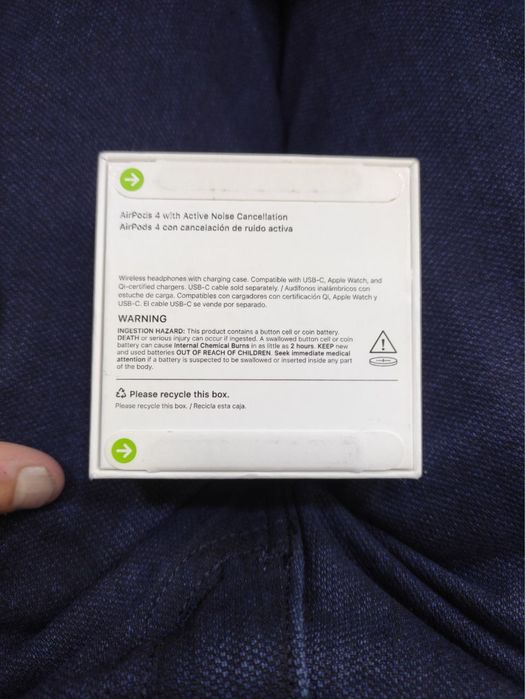 AirPods 4 with Active Noise Cancellation
AirPods 4 con cancelación de ruido activa
Wireless headphones with charging case. Compatible with USB-C, Apple Watch, and
Qi-certified chargers. USB-C cable sold separately. / Audífonos inalámbricos con
estuche de carga. Compatibles con cargadores con certificación Qi, Apple Watch y
USB-C. El cable USB-C se vende por separado.
WARNING
INGESTION HAZARD: This product contains a button cell or coin battery.
DEATH or serious injury can occur if ingested. A swallowed button cell or coin
battery can cause Internal Chemical Burns in as little as 2 hours. KEEP new
and used batteries OUT OF REACH OF CHILDREN. Seek immediate medical
attention if a battery is suspected to be swallowed or inserted inside any part
of the body.
Please recycle this box.
Please recycle this box. / Recicla esta caja.